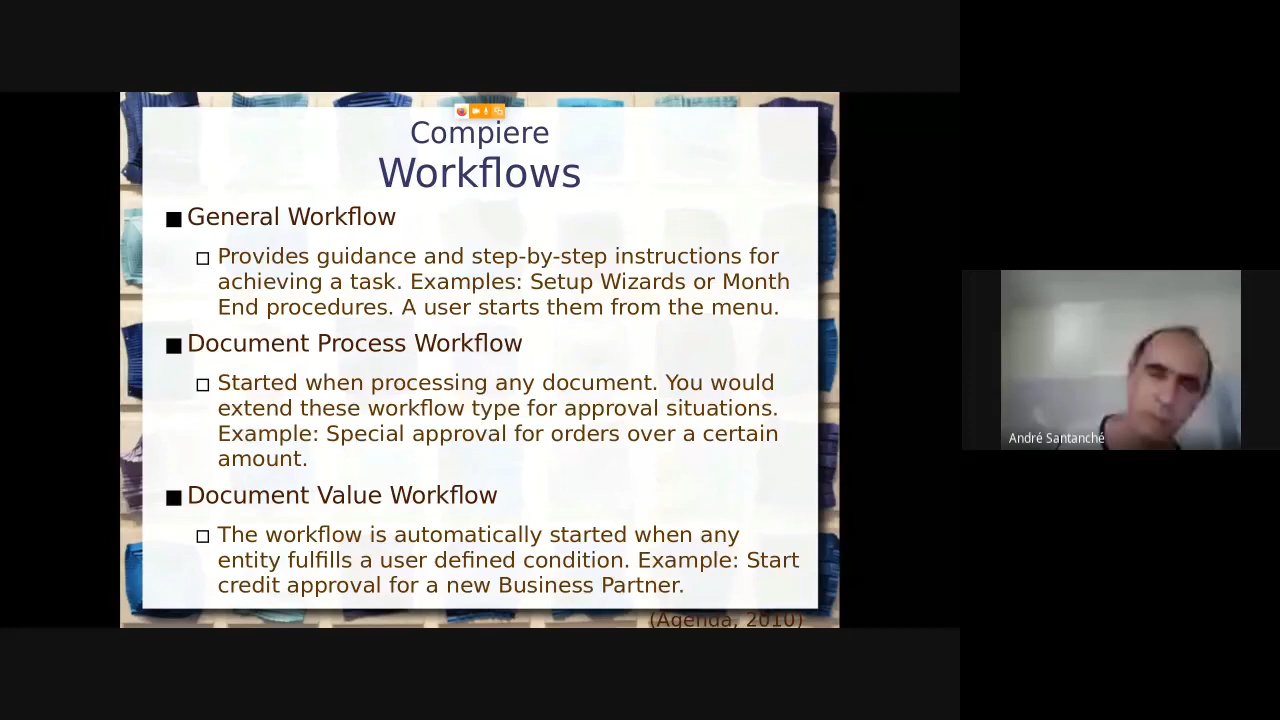 Compiere
Workflows
■ General Workflow
□ Provides guidance and step-by-step instructions for
achieving a task. Examples: Setup Wizards or Month
End procedures. A user starts them from the menu.
■ Document Process Workflow
□ Started when processing any document. You would
extend these workflow type for approval situations.
Example: Special approval for orders over a certain
amount.
■ Document Value Workflow
□ The workflow is automatically started when any
entity fulfills a user defined condition. Example: Start
credit approval for a new Business Partner.
(Agenda, 2010)
André Santanché